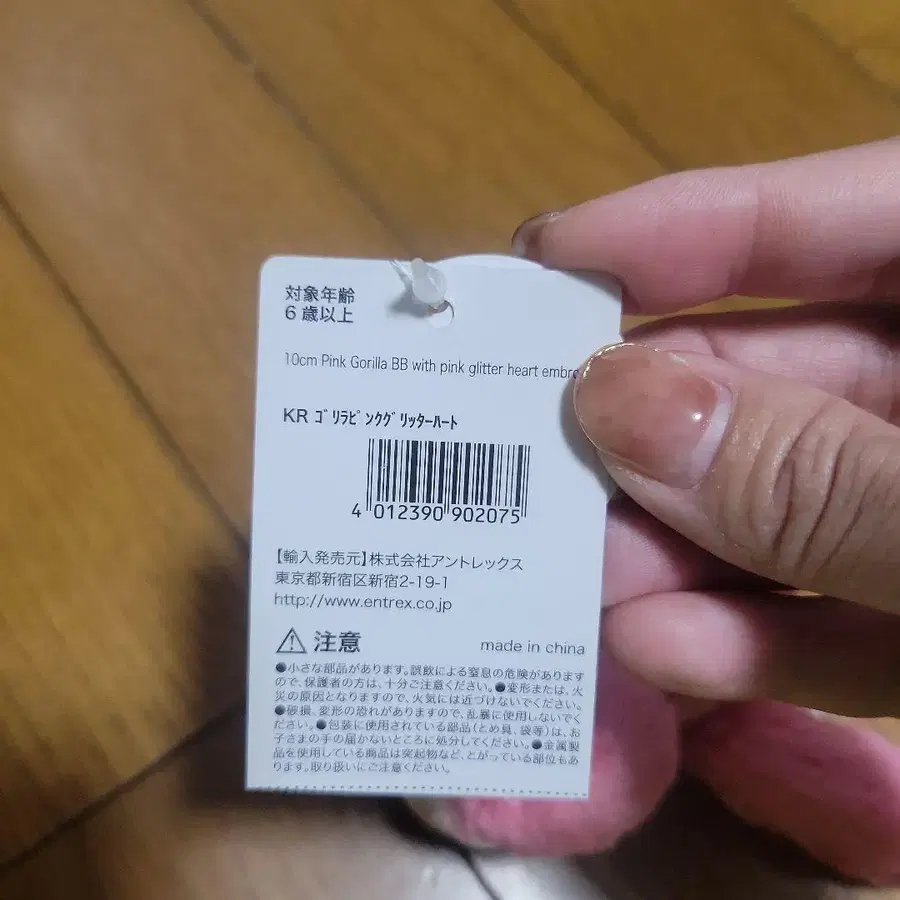 対象年齢
6歳以上
10cm Pink Gorilla BB with pink glitter heart embre
KR ｺﾞﾘﾗﾋﾟﾝｸｸﾞﾘｯﾀｰﾊｰﾄ
4 012390 902075
【輸入発売元】株式会社アントレックス
東京都新宿区新宿2-19-1
http://www.entrex.co.jp
⚠ 注意
made in china
●小さな部品があります。誤飲による窒息の危険があります
ので、保護者の方は、十分ご注意ください。●変形または、火
災の原因となりますので、火気には近づけないでください。
●破損、変形の恐れがありますので、乱暴に使用しないでく
ださい。●包装に使用されている部品(とめ具、袋等)は、お
子さまの手の届かないところに処分してください。●金属製
品を使用している商品は突起物など、とがっている部位もあ
ります。取り扱いにご注意ください。